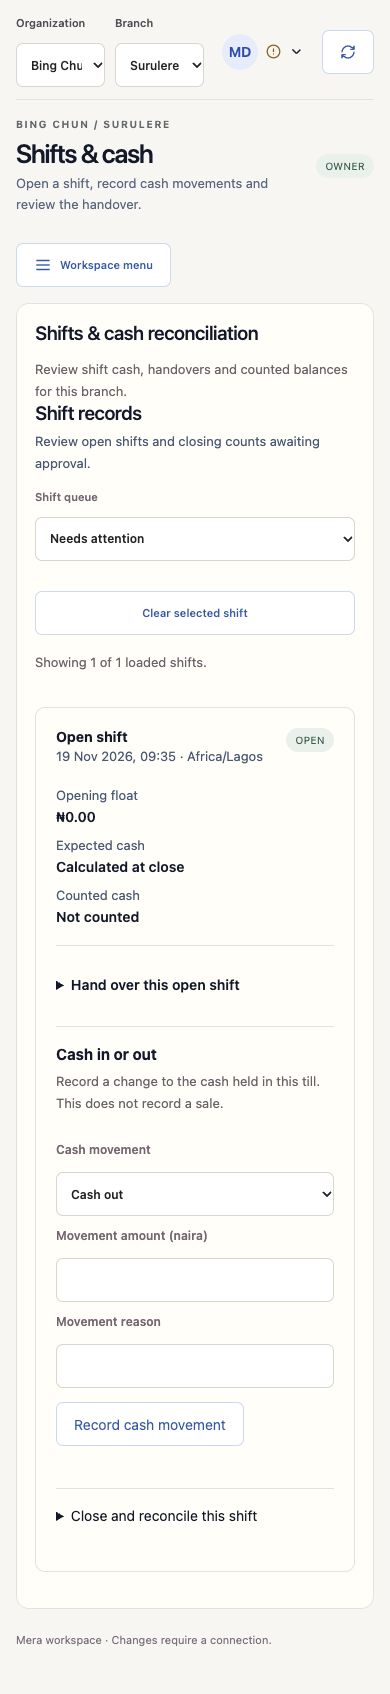 Organization
Branch
Bing Chu
Surulere
MD
BING CHUN / SURULERE
Shifts & cash
Open a shift, record cash movements and
review the handover.
OWNER
Workspace menu
Shifts & cash reconciliation
Review shift cash, handovers and counted balances
for this branch.
Shift records
Review open shifts and closing counts awaiting
approval.
Shift queue
Needs attention
Clear selected shift
Showing 1 of 1 loaded shifts.
Open shift
OPEN
19 Nov 2026, 09:35 · Africa/Lagos
Opening float
₦0.00
Expected cash
Calculated at close
Counted cash
Not counted
Hand over this open shift
Cash in or out
Record a change to the cash held in this till.
This does not record a sale.
Cash movement
Cash out
Movement amount (naira)
Movement reason
Record cash movement
Close and reconcile this shift
Mera workspace · Changes require a connection.